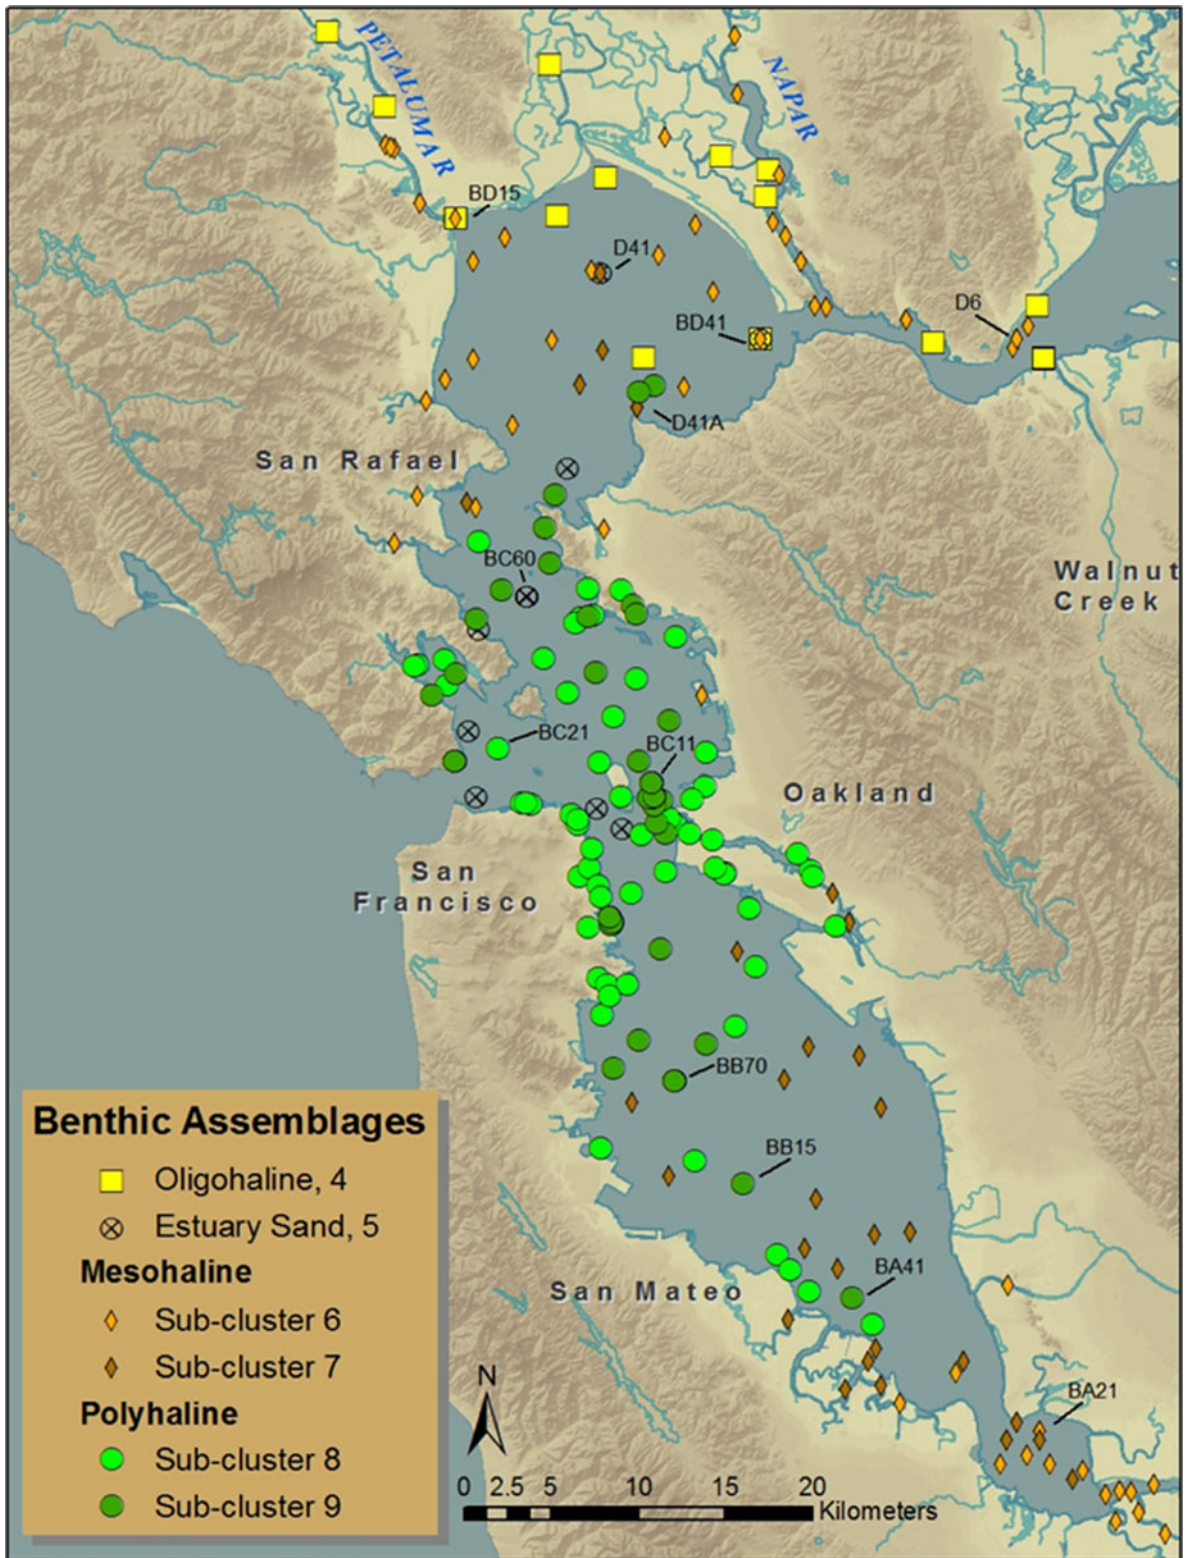 PETALUMAR
NAPAR
BD15
D41
D6
BD41
D41A
San Rafael
BC60
Walnut
Creek
BC21
BC11
Oakland
San
Francisco
BB70
BB15
San Mateo
BA41
BA21
Benthic Assemblages
Oligohaline, 4
Estuary Sand, 5
Mesohaline
Sub-cluster 6
Sub-cluster 7
Polyhaline
Sub-cluster 8
Sub-cluster 9
N
0 2.5 5 10 15 20
Kilometers